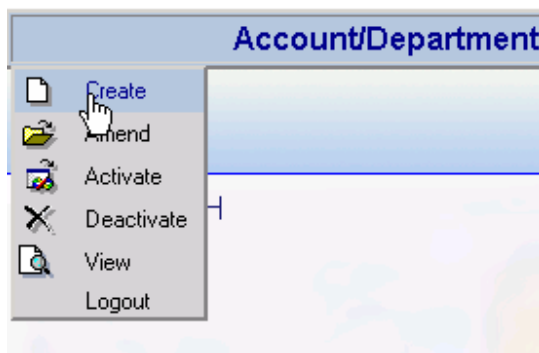 Account/Department
Create
Amend
Activate
Deactivate
View
Logout